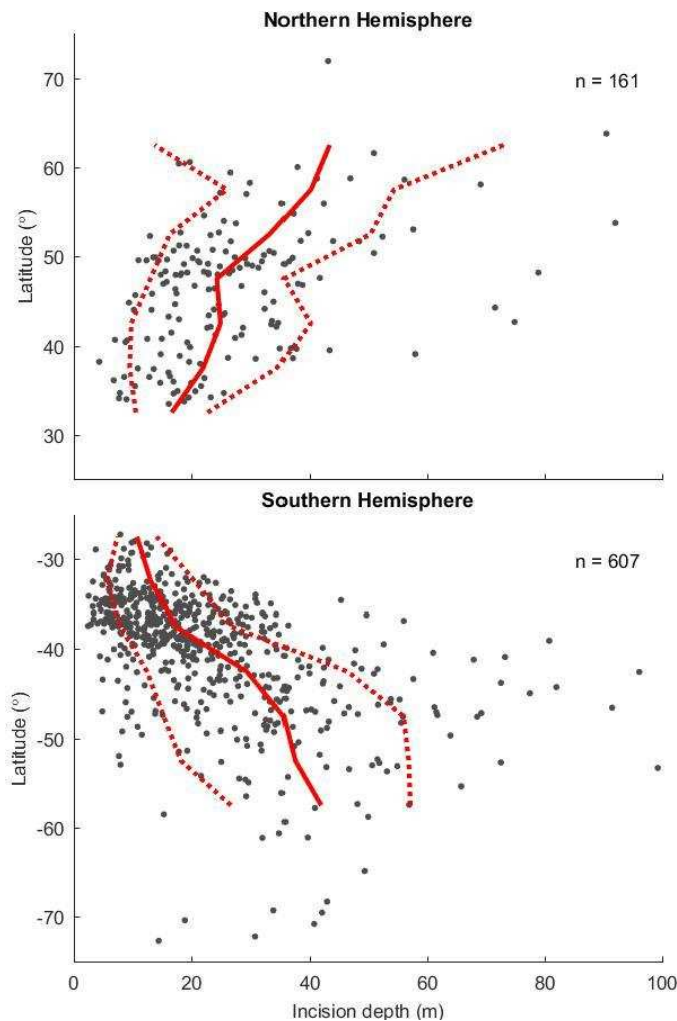 Northern Hemisphere
n = 161
70
60
50
40
30
Latitude (°)
Southern Hemisphere
n = 607
-30
-40
-50
-60
-70
Latitude (°)
0
20
40
60
80
100
Incision depth (m)